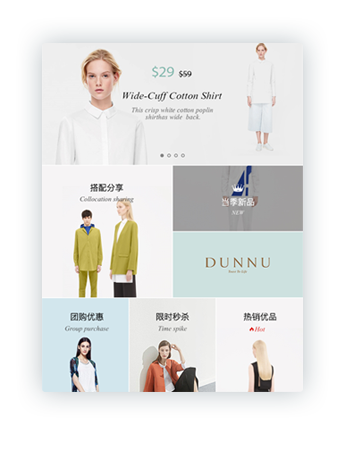 $29 $59
Wide-Cuff Cotton Shirt
This crisp white cotton poplin
shirthas wide back.
搭配分享
Collocation sharing
当季新品
NEW
DUNNU
团购优惠
Group purchase
限时秒杀
Time spike
热销优品
Hot